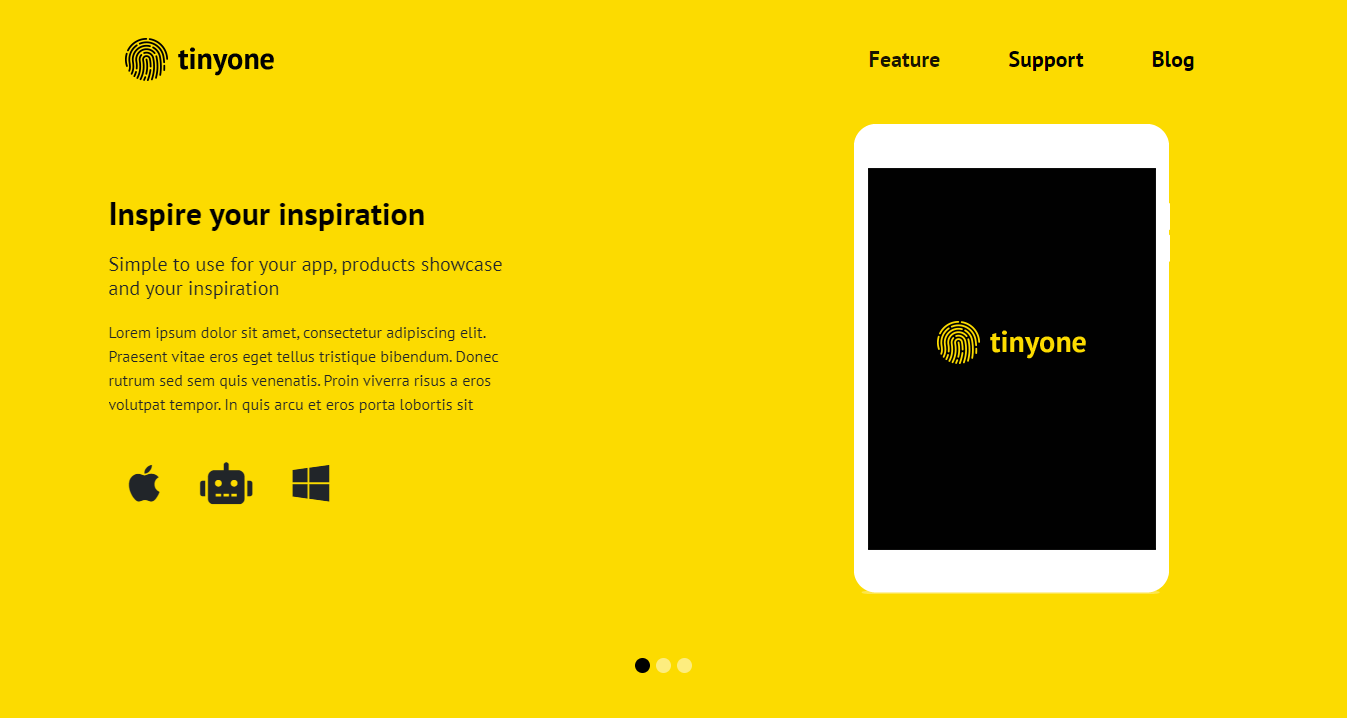 tinyone
Feature
Support
Blog
Inspire your inspiration
Simple to use for your app, products showcase
and your inspiration
Lorem ipsum dolor sit amet, consectetur adipiscing elit.
Praesent vitae eros eget tellus tristique bibendum. Donec
rutrum sed sem quis venenatis. Proin viverra risus a eros
volutpat tempor. In quis arcu et eros porta lobortis sit
tinyone